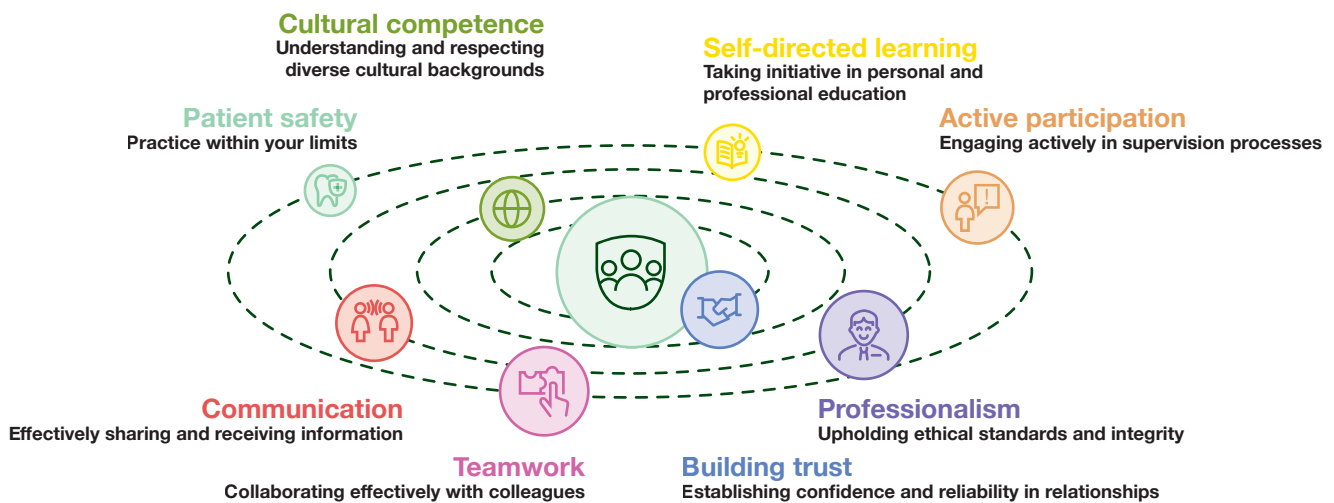 Cultural competence
Understanding and respecting
diverse cultural backgrounds
Self-directed learning
Taking initiative in personal and
professional education
Patient safety
Practice within your limits
Active participation
Engaging actively in supervision processes
Communication
Effectively sharing and receiving information
Professionalism
Upholding ethical standards and integrity
Teamwork
Collaborating effectively with colleagues
Building trust
Establishing confidence and reliability in relationships